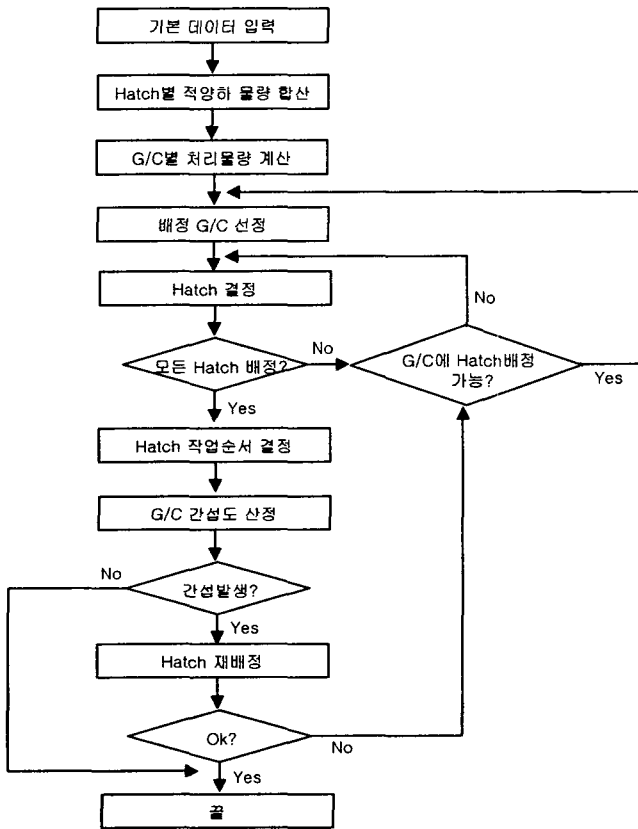 기본 데이터 입력
Hatch별 적양하 물량 합산
G/C별 처리물량 계산
배정 G/C 선정
Hatch 결정
No
모든 Hatch 배정?
No
G/C에 Hatch배정
가능?
Yes
Yes
Hatch 작업순서 결정
G/C 간섭도 산정
No
간섭발생?
Yes
Hatch 재배정
Ok?
No
Yes
끝